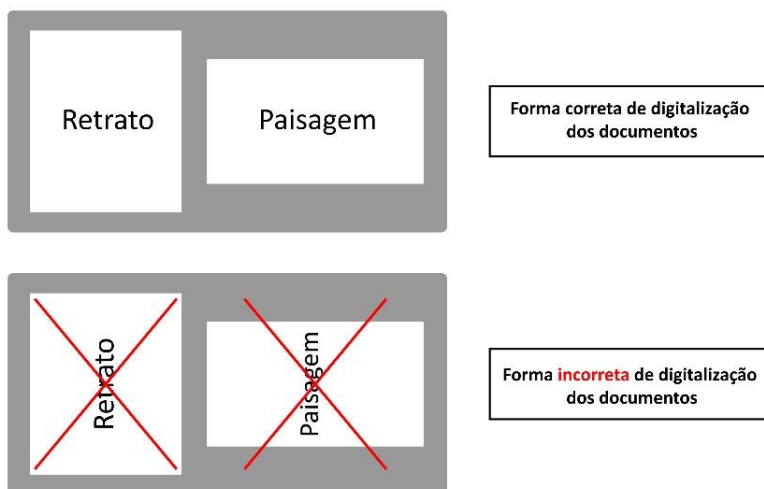 Retrato
Paisagem
Forma correta de digitalização
dos documentos
Retrato
Paisagem
Forma incorreta de digitalização
dos documentos